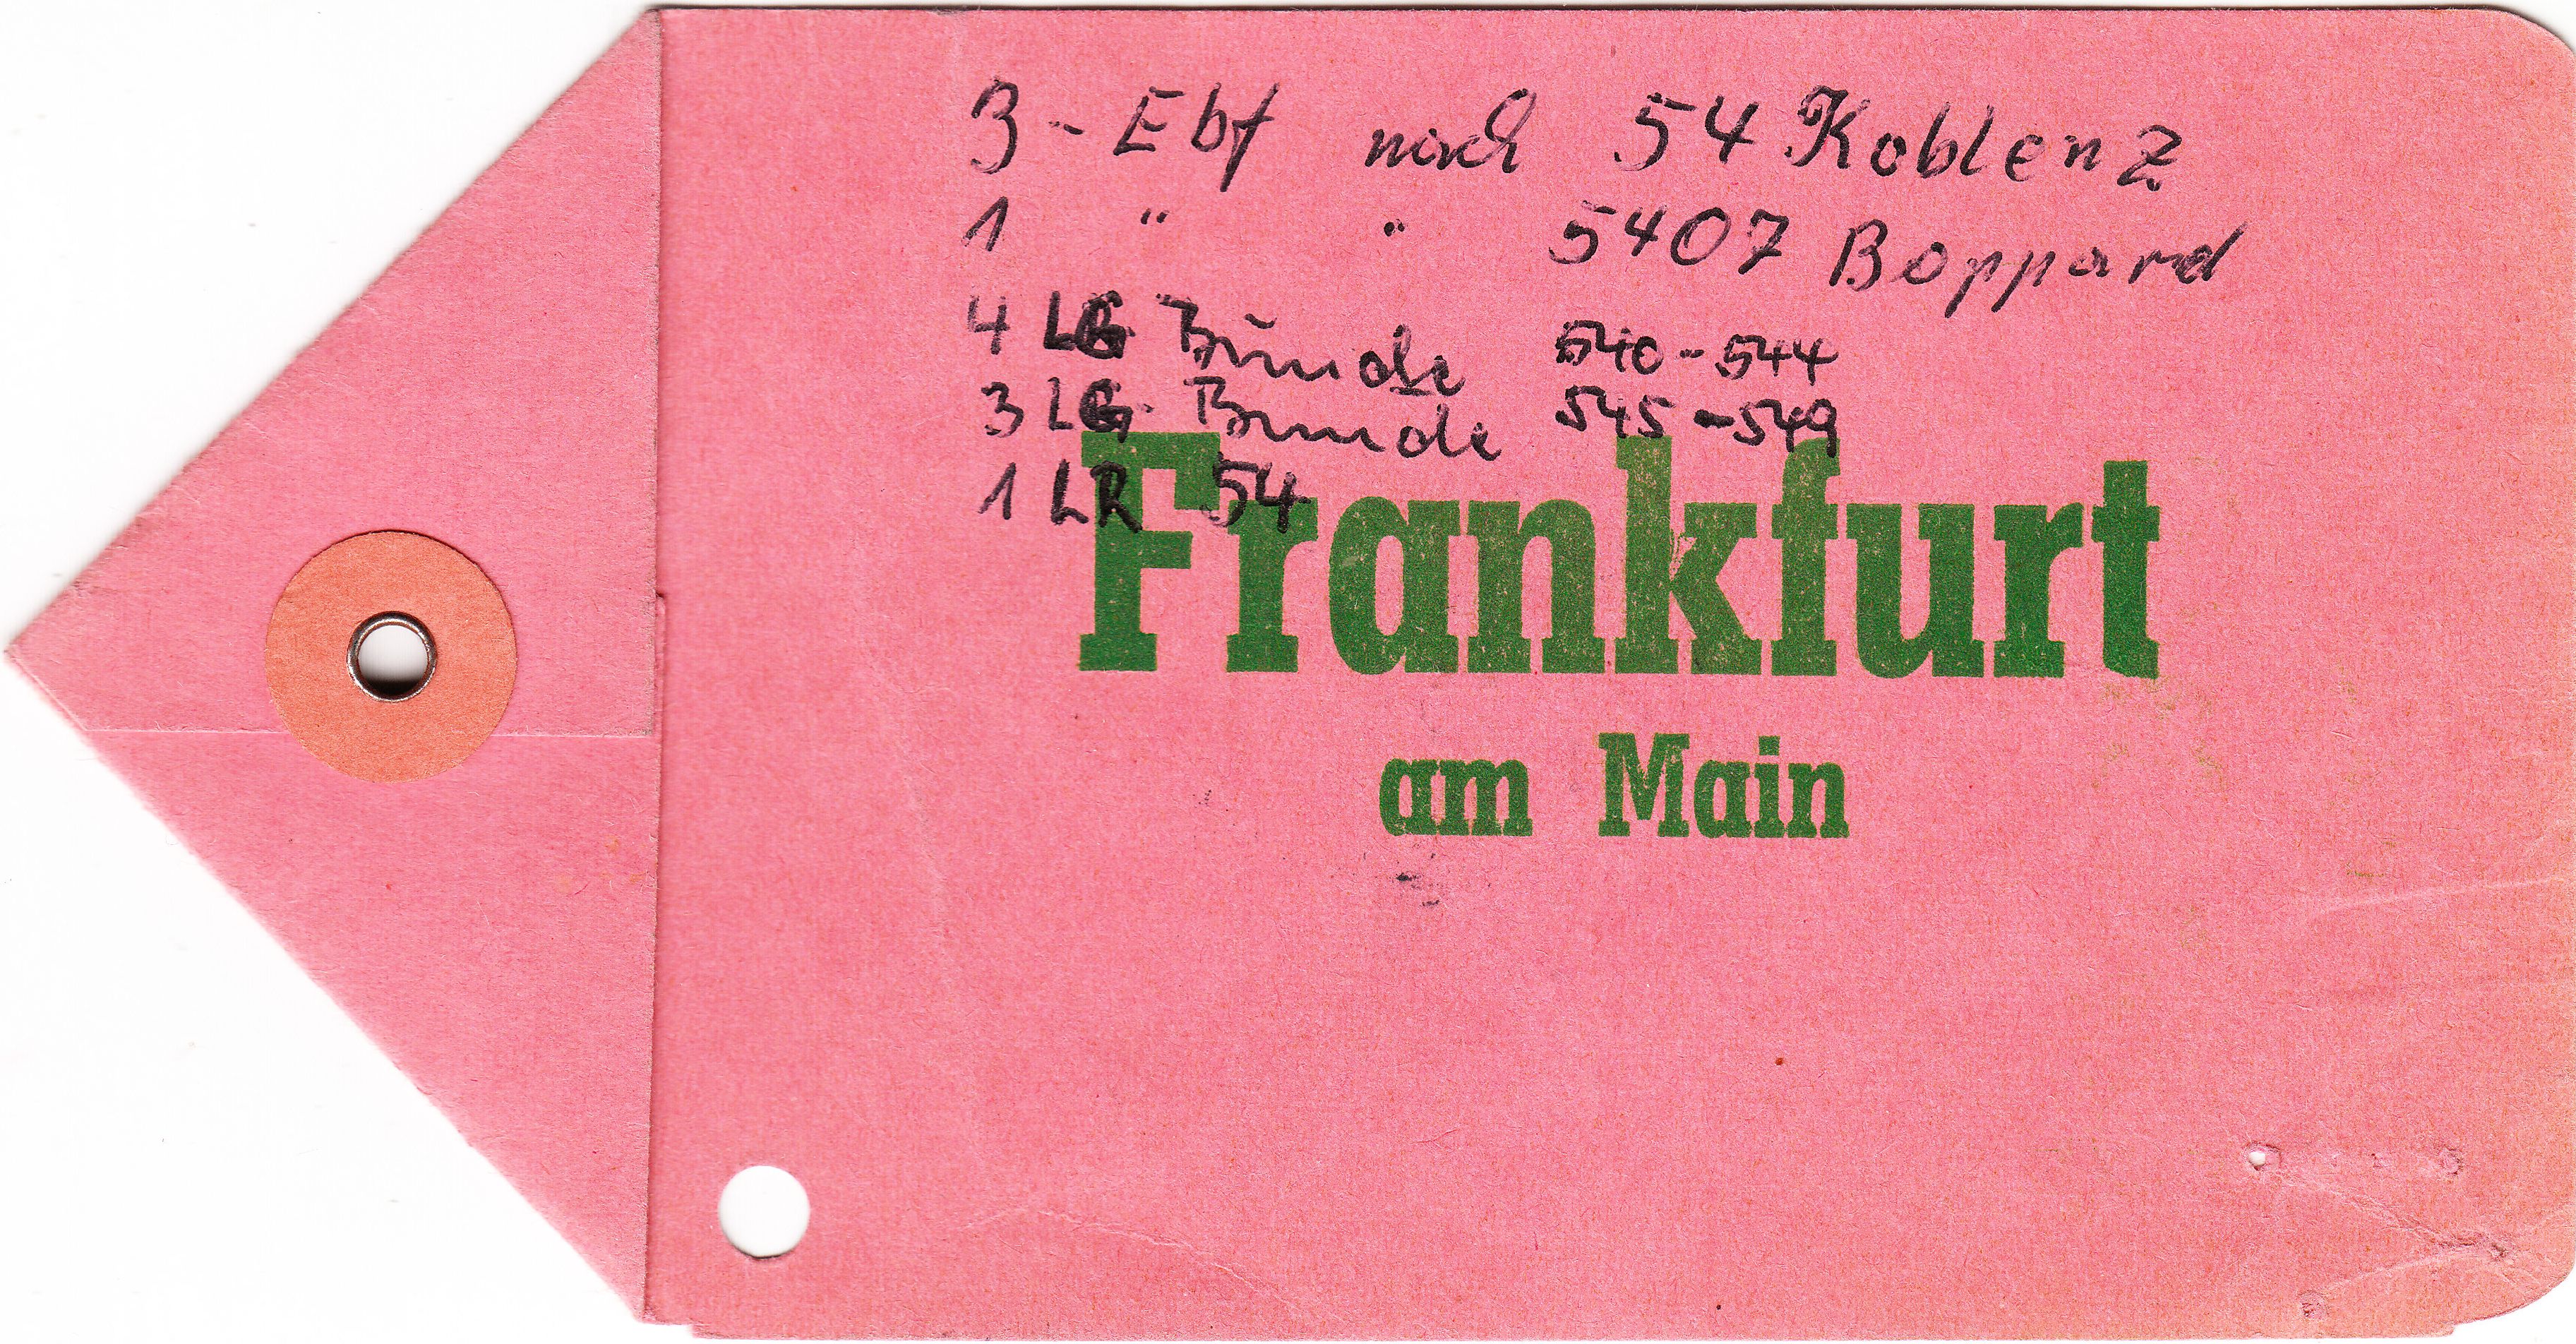 3 - Ebf nach 54 Koblenz
1 " " 5407 Boppard
4 LG Bunde 540-544
3 LG Bunde 545-549
1 LR 54
Frankfurt
am Main